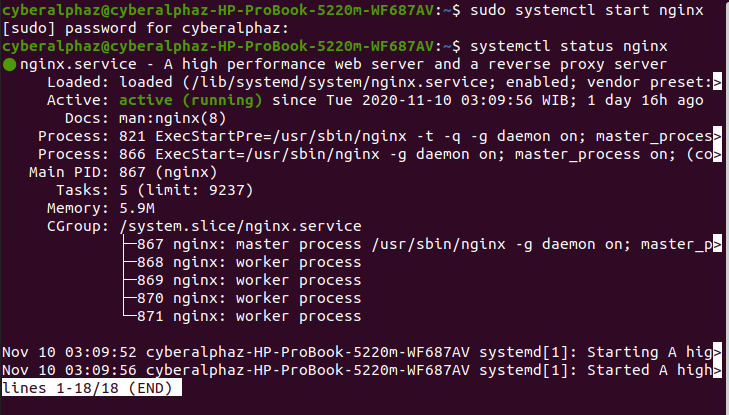 cyberalphaz@cyberalphaz-HP-ProBook-5220m-WF687AV:~$ sudo systemctl start nginx
[sudo] password for cyberalphaz:
cyberalphaz@cyberalphaz-HP-ProBook-5220m-WF687AV:~$ systemctl status nginx
● nginx.service - A high performance web server and a reverse proxy server
     Loaded: loaded (/lib/systemd/system/nginx.service; enabled; vendor preset:>
     Active: active (running) since Tue 2020-11-10 03:09:56 WIB; 1 day 16h ago
       Docs: man:nginx(8)
    Process: 821 ExecStartPre=/usr/sbin/nginx -t -q -g daemon on; master_proces>
    Process: 866 ExecStart=/usr/sbin/nginx -g daemon on; master_process on; (co>
   Main PID: 867 (nginx)
      Tasks: 5 (limit: 9237)
     Memory: 5.9M
     CGroup: /system.slice/nginx.service
             ├─867 nginx: master process /usr/sbin/nginx -g daemon on; master_p>
             ├─868 nginx: worker process
             ├─869 nginx: worker process
             ├─870 nginx: worker process
             └─871 nginx: worker process

Nov 10 03:09:52 cyberalphaz-HP-ProBook-5220m-WF687AV systemd[1]: Starting A hig>
Nov 10 03:09:56 cyberalphaz-HP-ProBook-5220m-WF687AV systemd[1]: Started A high>
lines 1-18/18 (END)